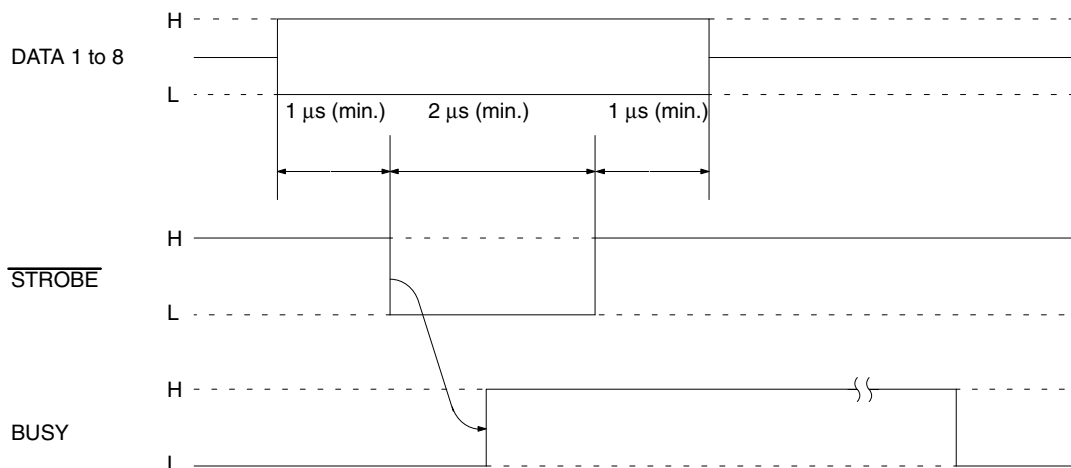 H
DATA 1 to 8
L
1 μs (min.) 2 μs (min.) 1 μs (min.)
H
STROBE
L
H
BUSY
L